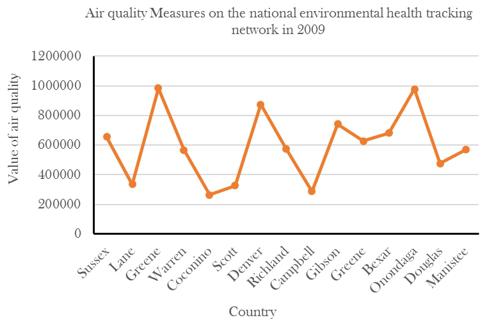 Air quality Measures on the national environmental health tracking
network in 2009
1200000
1000000
800000
600000
400000
200000
0
Value of air quality
Sussex
Lane
Greene
Warren
Coconino
Scott
Denver
Richland
Campbell
Gibson
Greene
Bexar
Onondaga
Douglas
Manistee
Country